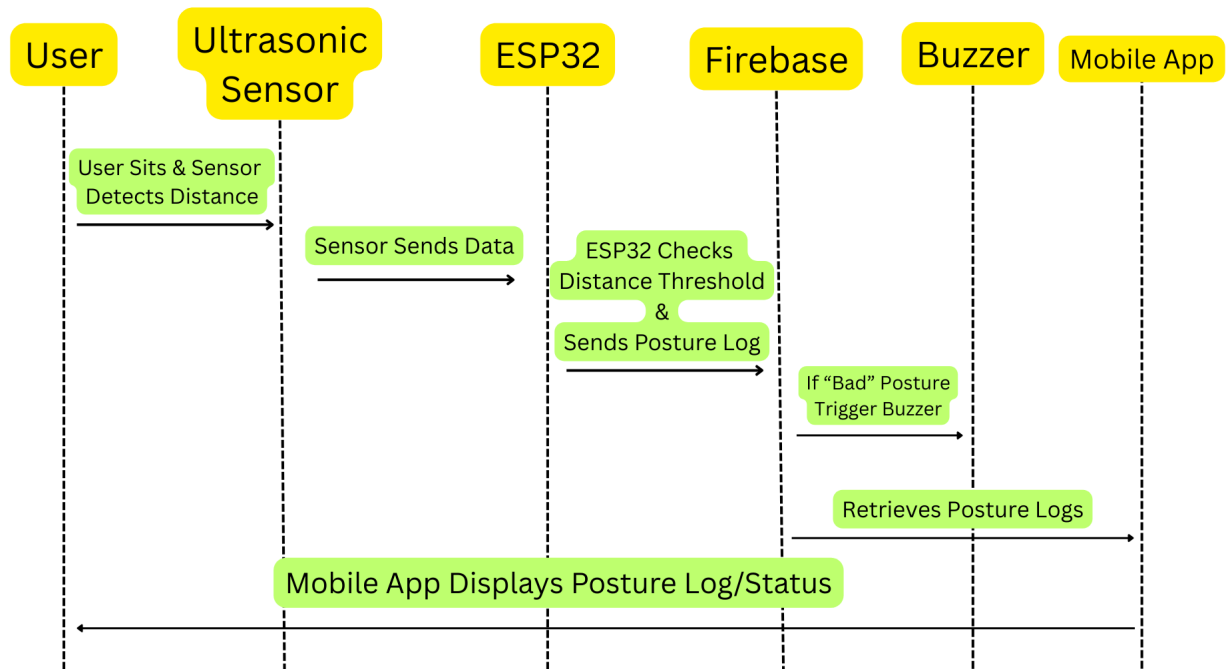 User
Ultrasonic
Sensor
ESP32
Firebase
Buzzer
Mobile App
User Sits & Sensor
Detects Distance
Sensor Sends Data
ESP32 Checks
Distance Threshold
&
Sends Posture Log
If “Bad” Posture
Trigger Buzzer
Retrieves Posture Logs
Mobile App Displays Posture Log/Status